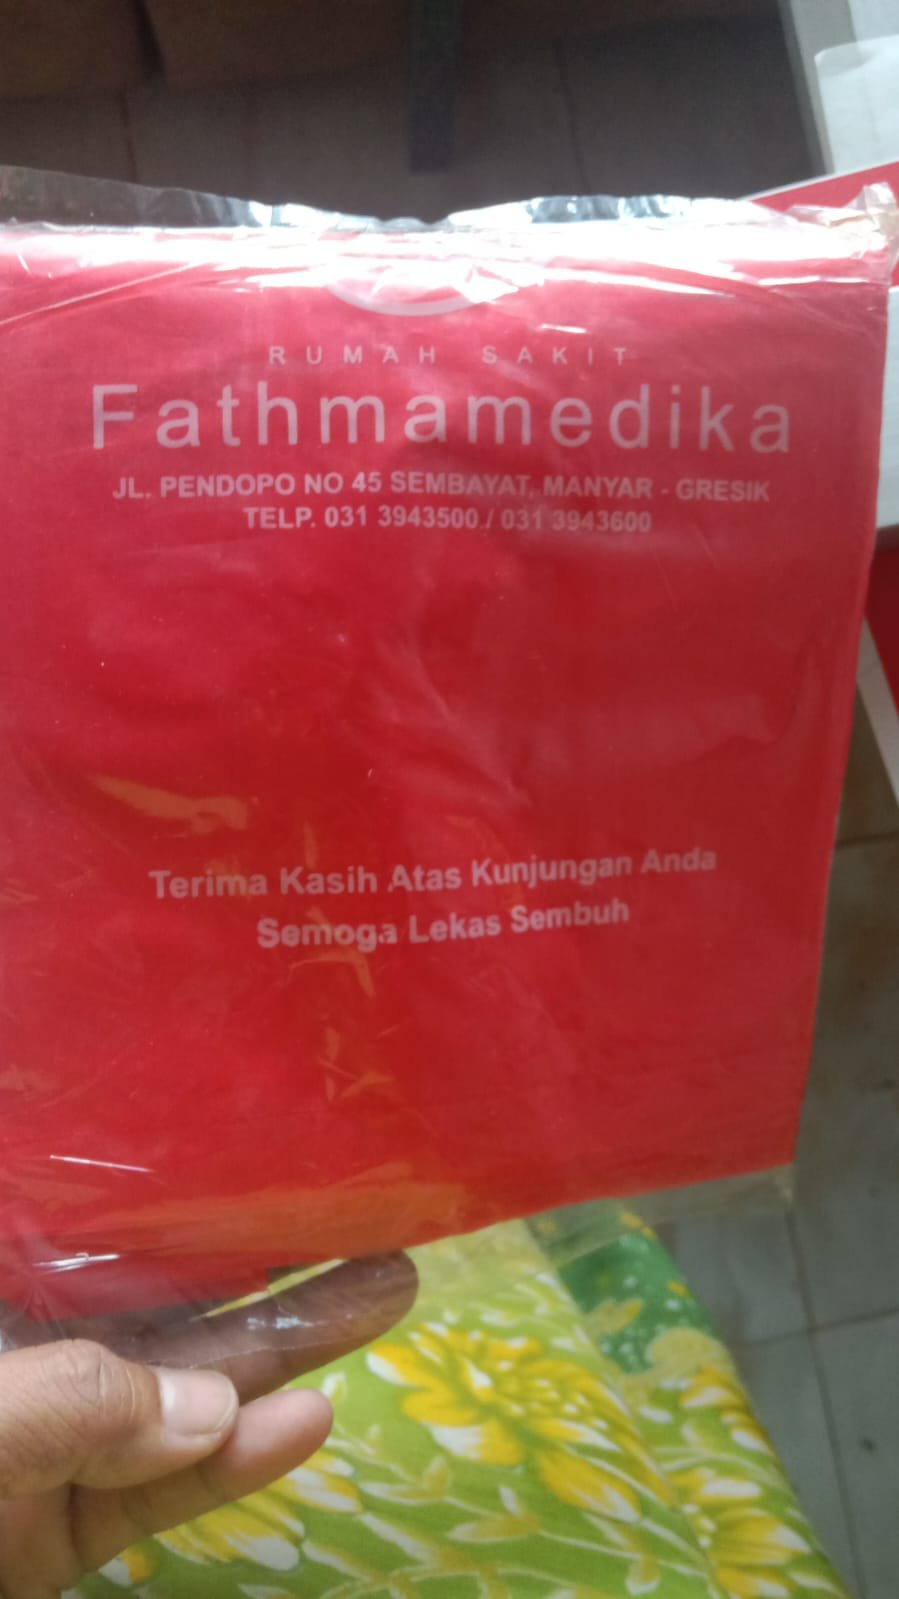 RUMAH SAKIT
Fathmamedika
JL. PENDOPO NO 45 SEMBAYAT, MANYAR - GRESIK
TELP. 031 3943500 / 031 3943600
Terima Kasih Atas Kunjungan Anda
Semoga Lekas Sembuh